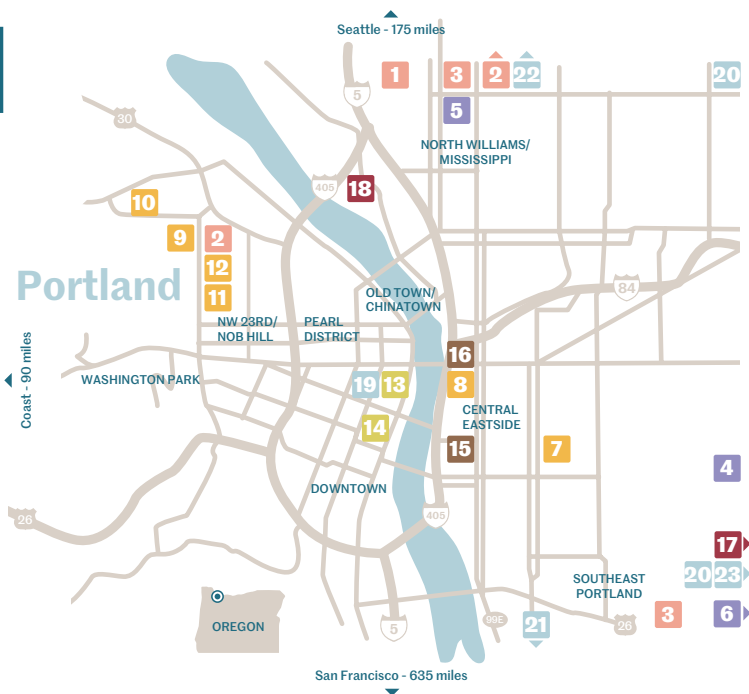 Seattle - 175 miles
1
3
2
22
20
5
5
30
NORTH WILLIAMS/
MISSISSIPPI
405
18
10
9
2
12
11
Portland
84
OLD TOWN/
CHINATOWN
NW 23RD/
NOB HILL
PEARL
DISTRICT
16
WASHINGTON PARK
19
13
8
Coast - 90 miles
CENTRAL
EASTSIDE
14
15
7
4
DOWNTOWN
405
26
17
20
23
SOUTHEAST
PORTLAND
OREGON
5
99E
21
26
3
6
San Francisco - 635 miles